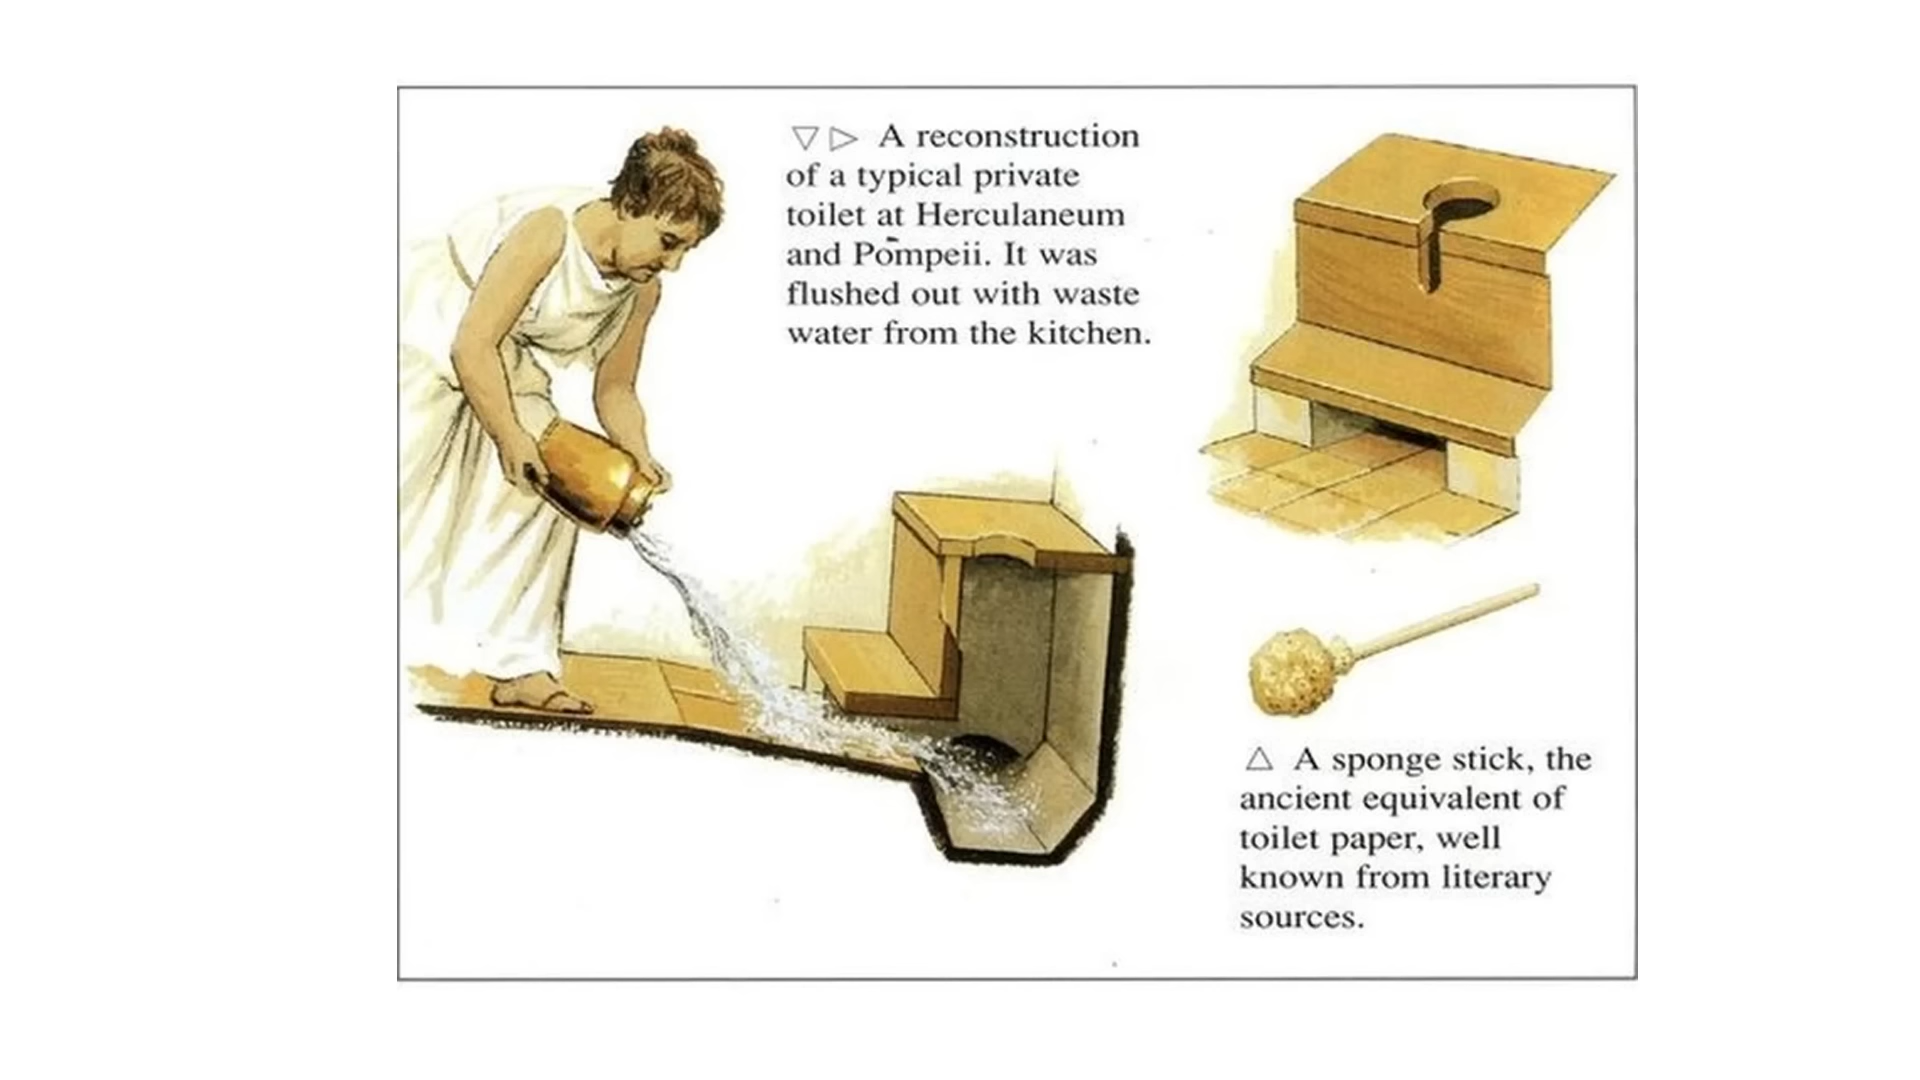 ▽ ▷ A reconstruction
of a typical private
toilet at Herculaneum
and Pompeii. It was
flushed out with waste
water from the kitchen.
△ A sponge stick, the
ancient equivalent of
toilet paper, well
known from literary
sources.